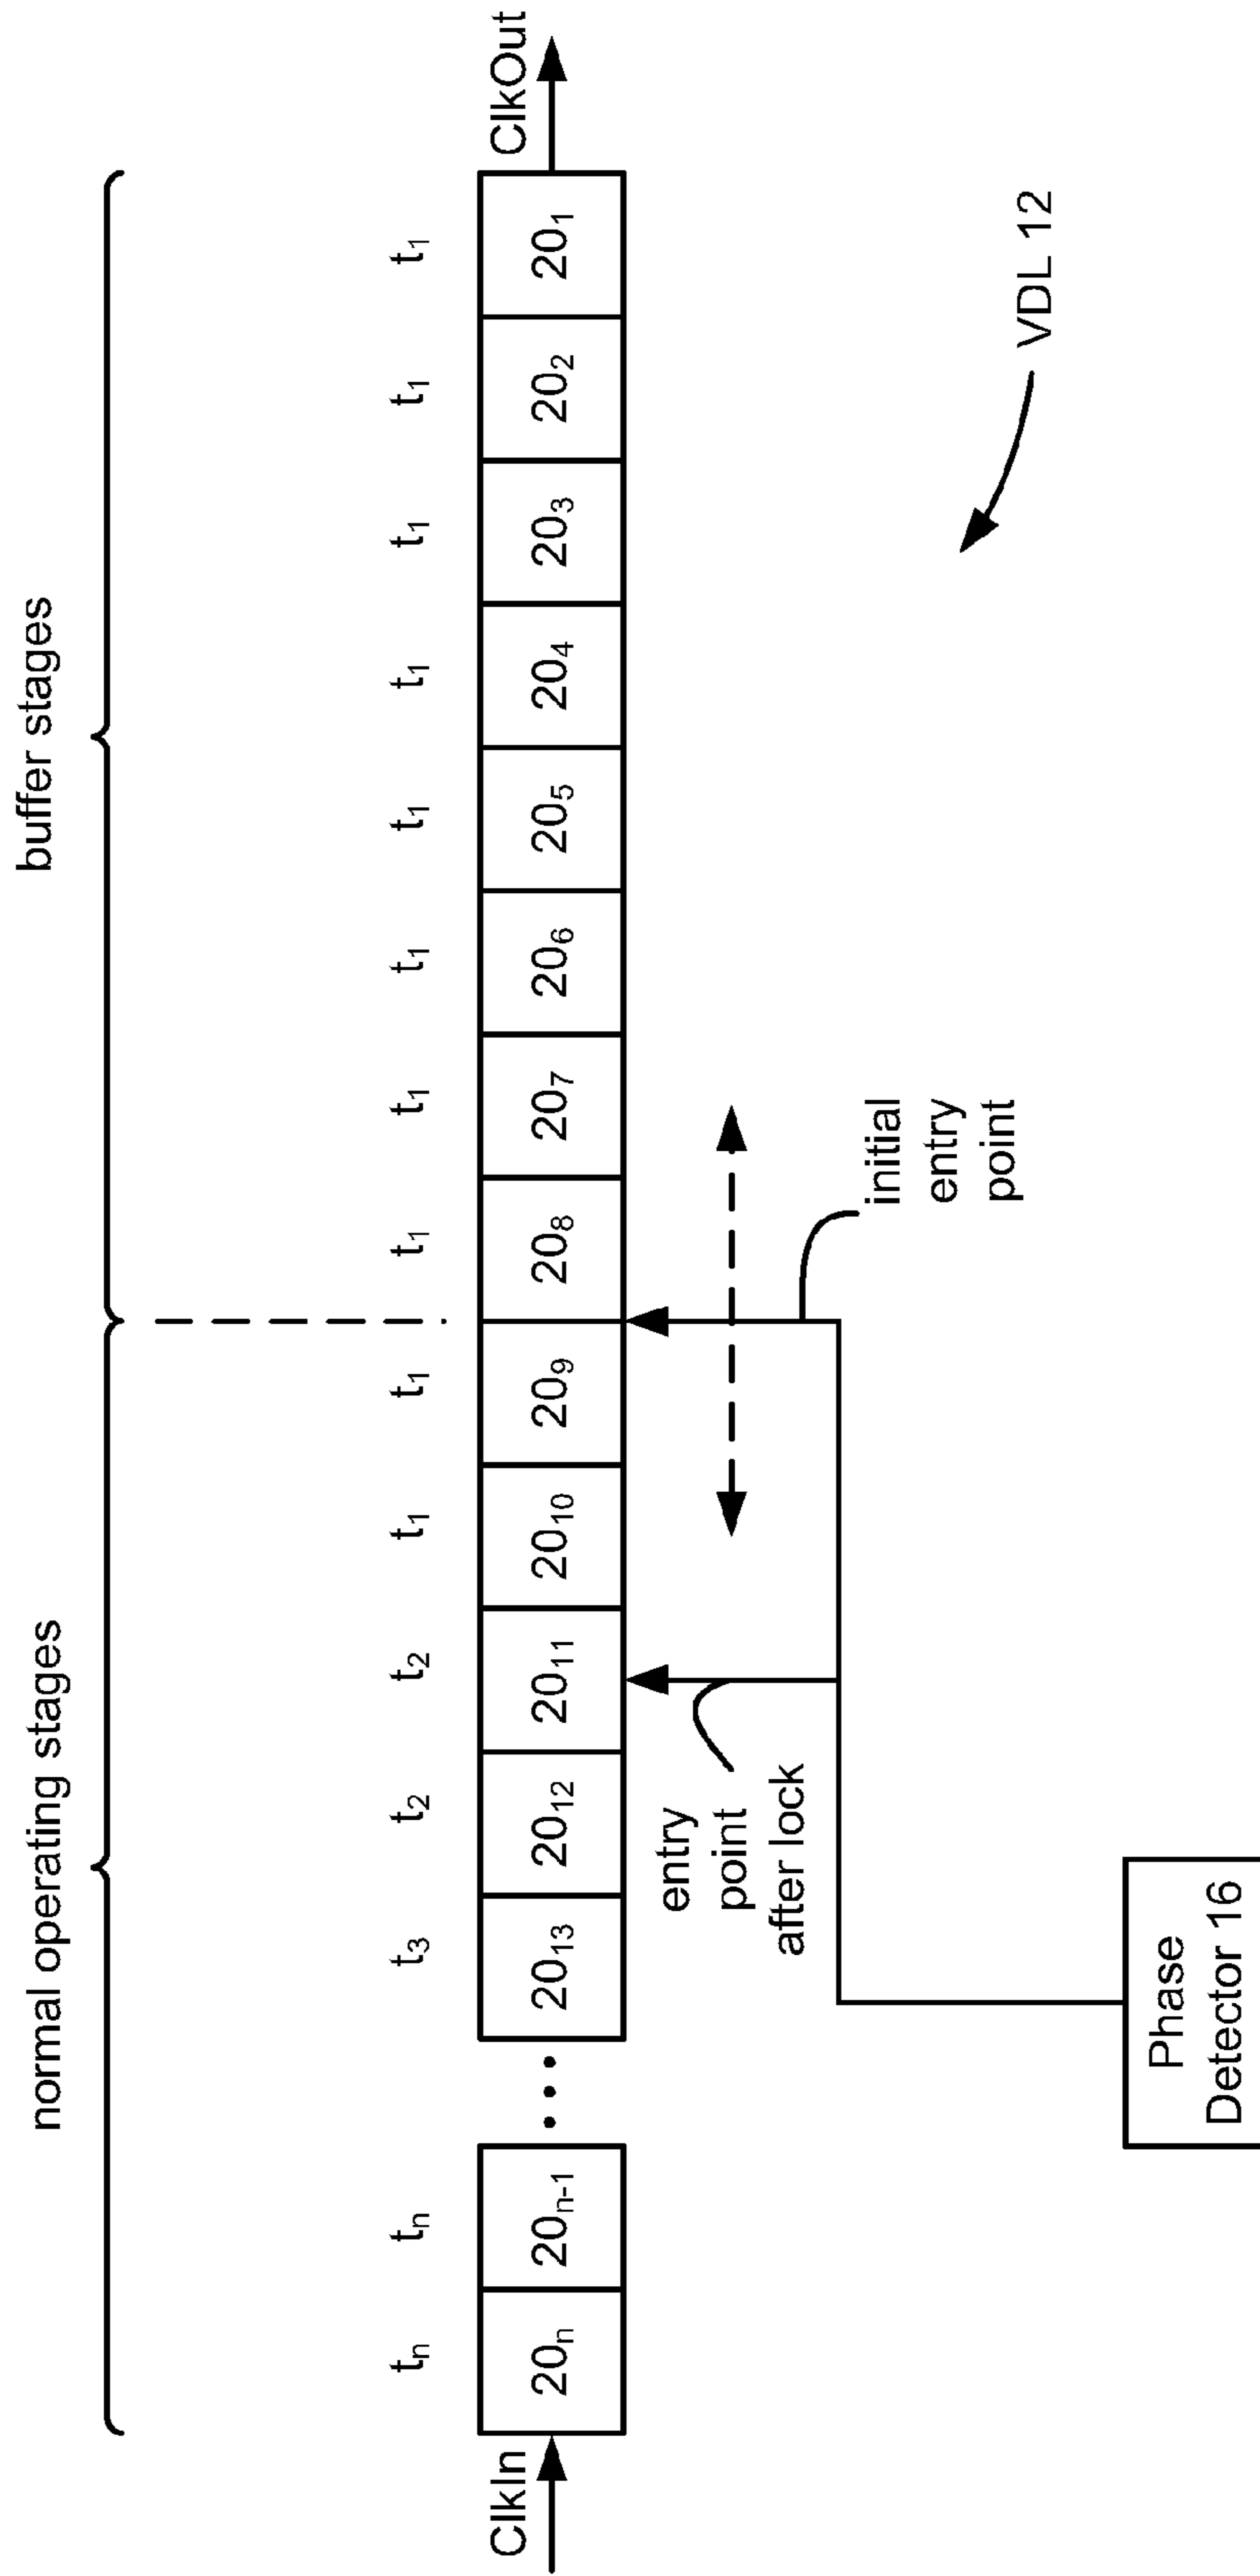 normal operating stages
buffer stages
tₙ tₙ t₃ t₂ t₂ t₁ t₁ t₁ t₁ t₁ t₁ t₁ t₁ t₁ t₁
ClkIn
20ₙ 20ₙ₋₁ ... 20₁₃ 20₁₂ 20₁₁ 20₁₀ 20₉ 20₈ 20₇ 20₆ 20₅ 20₄ 20₃ 20₂ 20₁
ClkOut
entry
point
after lock
initial
entry
point
VDL 12
Phase
Detector 16